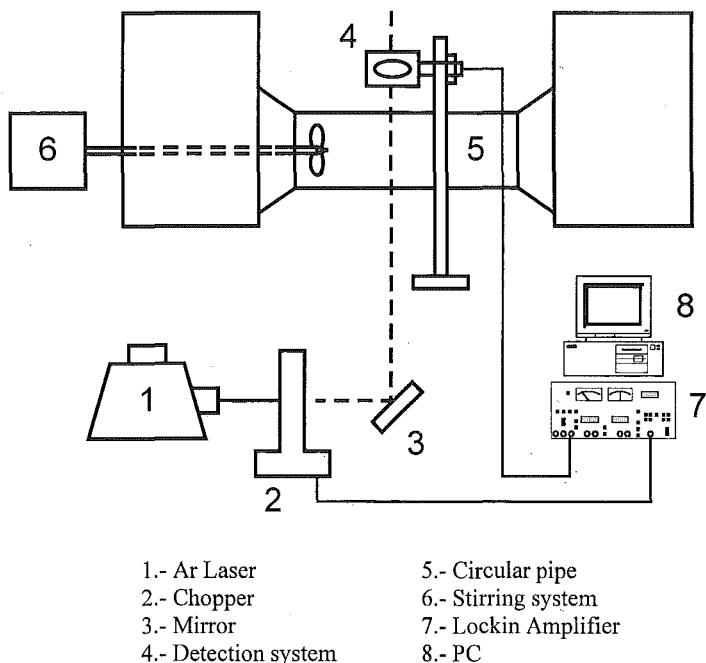 4
6
5
8
1
7
3
2
1.- Ar Laser
2.- Chopper
3.- Mirror
4.- Detection system
5.- Circular pipe
6.- Stirring system
7.- Lockin Amplifier
8.- PC